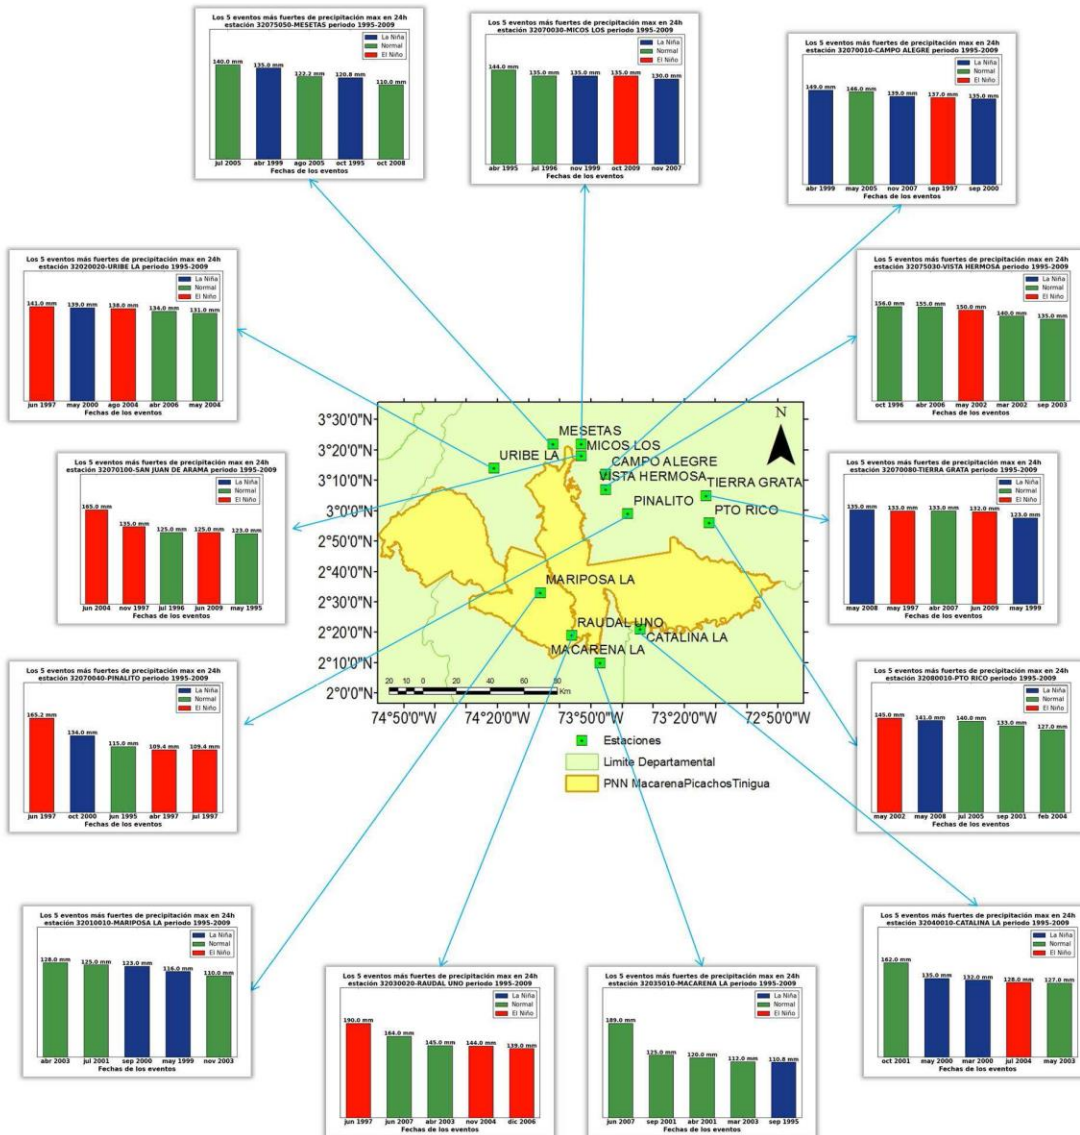 Los 5 eventos más fuertes de precipitación max en 24h
estación 32075050-MESETAS periodo 1995-2009
La Niña
Normal
El Niño
140.0 mm
135.0 mm
122.2 mm
120.8 mm
110.0 mm
jul 2005 abr 1999 ago 2005 oct 1995 oct 2008
Fechas de los eventos
Los 5 eventos más fuertes de precipitación max en 24h
estación 32070030-MICOS LOS periodo 1995-2009
La Niña
Normal
El Niño
144.0 mm
135.0 mm
135.0 mm
135.0 mm
130.0 mm
abr 1995 jul 1996 nov 1999 oct 2009 nov 2007
Fechas de los eventos
Los 5 eventos más fuertes de precipitación max en 24h
estación 32070010-CAMPO ALEGRE periodo 1995-2009
La Niña
Normal
El Niño
149.0 mm
146.0 mm
139.0 mm
137.0 mm
135.0 mm
abr 1999 may 2005 nov 2007 sep 1997 sep 2000
Fechas de los eventos
Los 5 eventos más fuertes de precipitación max en 24h
estación 32020020-URIBE LA periodo 1995-2009
La Niña
Normal
El Niño
141.0 mm
139.0 mm
138.0 mm
134.0 mm
131.0 mm
jun 1997 may 2000 ago 2004 abr 2006 may 2004
Fechas de los eventos
Los 5 eventos más fuertes de precipitación max en 24h
estación 32075030-VISTA HERMOSA periodo 1995-2009
La Niña
Normal
El Niño
156.0 mm
155.0 mm
150.0 mm
140.0 mm
135.0 mm
oct 1996 abr 2006 may 2002 mar 2002 sep 2003
Fechas de los eventos
Los 5 eventos más fuertes de precipitación max en 24h
estación 32070100-SAN JUAN DE ARAMA periodo 1995-2009
La Niña
Normal
El Niño
165.0 mm
135.0 mm
125.0 mm
125.0 mm
123.0 mm
jun 2004 nov 1997 jul 1996 jun 2009 may 1995
Fechas de los eventos
3°30'0"N
3°20'0"N
3°10'0"N
3°0'0"N
2°50'0"N
2°40'0"N
2°30'0"N
2°20'0"N
2°10'0"N
2°0'0"N
N
MESETAS
MICOS LOS
URIBE LA
CAMPO ALEGRE
VISTA HERMOSA
TIERRA GRATA
PINALITO
PTO RICO
MARIPOSA LA
RAUDAL UNO
CATALINA LA
MACARENA LA
20 10 0 20 40 60 80
Km
74°50'0"W 74°20'0"W 73°50'0"W 73°20'0"W 72°50'0"W
Estaciones
Limite Departamental
PNN MacarenaPicachosTinigua
Los 5 eventos más fuertes de precipitación max en 24h
estación 32070080-TIERRA GRATA periodo 1995-2009
La Niña
Normal
El Niño
135.0 mm
133.0 mm
133.0 mm
132.0 mm
123.0 mm
may 2008 may 1997 abr 2007 jun 2009 may 1999
Fechas de los eventos
Los 5 eventos más fuertes de precipitación max en 24h
estación 32070040-PINALITO periodo 1995-2009
La Niña
Normal
El Niño
165.2 mm
134.0 mm
115.0 mm
109.4 mm
109.4 mm
jun 1997 oct 2000 jun 1995 abr 1997 jul 1997
Fechas de los eventos
Los 5 eventos más fuertes de precipitación max en 24h
estación 32080010-PTO RICO periodo 1995-2009
La Niña
Normal
El Niño
145.0 mm
141.0 mm
140.0 mm
133.0 mm
127.0 mm
may 2002 may 2008 jul 2005 sep 2001 feb 2004
Fechas de los eventos
Los 5 eventos más fuertes de precipitación max en 24h
estación 32010010-MARIPOSA LA periodo 1995-2009
La Niña
Normal
El Niño
128.0 mm
125.0 mm
123.0 mm
116.0 mm
110.0 mm
abr 2003 jul 2001 sep 2000 may 1999 nov 2003
Fechas de los eventos
Los 5 eventos más fuertes de precipitación max en 24h
estación 32030020-RAUDAL UNO periodo 1995-2009
La Niña
Normal
El Niño
190.0 mm
164.0 mm
145.0 mm
144.0 mm
139.0 mm
jun 1997 jun 2007 abr 2003 nov 2004 dic 2006
Fechas de los eventos
Los 5 eventos más fuertes de precipitación max en 24h
estación 32035010-MACARENA LA periodo 1995-2009
La Niña
Normal
El Niño
189.0 mm
125.0 mm
120.0 mm
112.0 mm
110.8 mm
jun 2007 sep 2001 abr 2001 mar 2003 sep 1995
Fechas de los eventos
Los 5 eventos más fuertes de precipitación max en 24h
estación 32040010-CATALINA LA periodo 1995-2009
La Niña
Normal
El Niño
162.0 mm
135.0 mm
132.0 mm
128.0 mm
127.0 mm
oct 2001 may 2000 mar 2000 jul 2004 may 2003
Fechas de los eventos